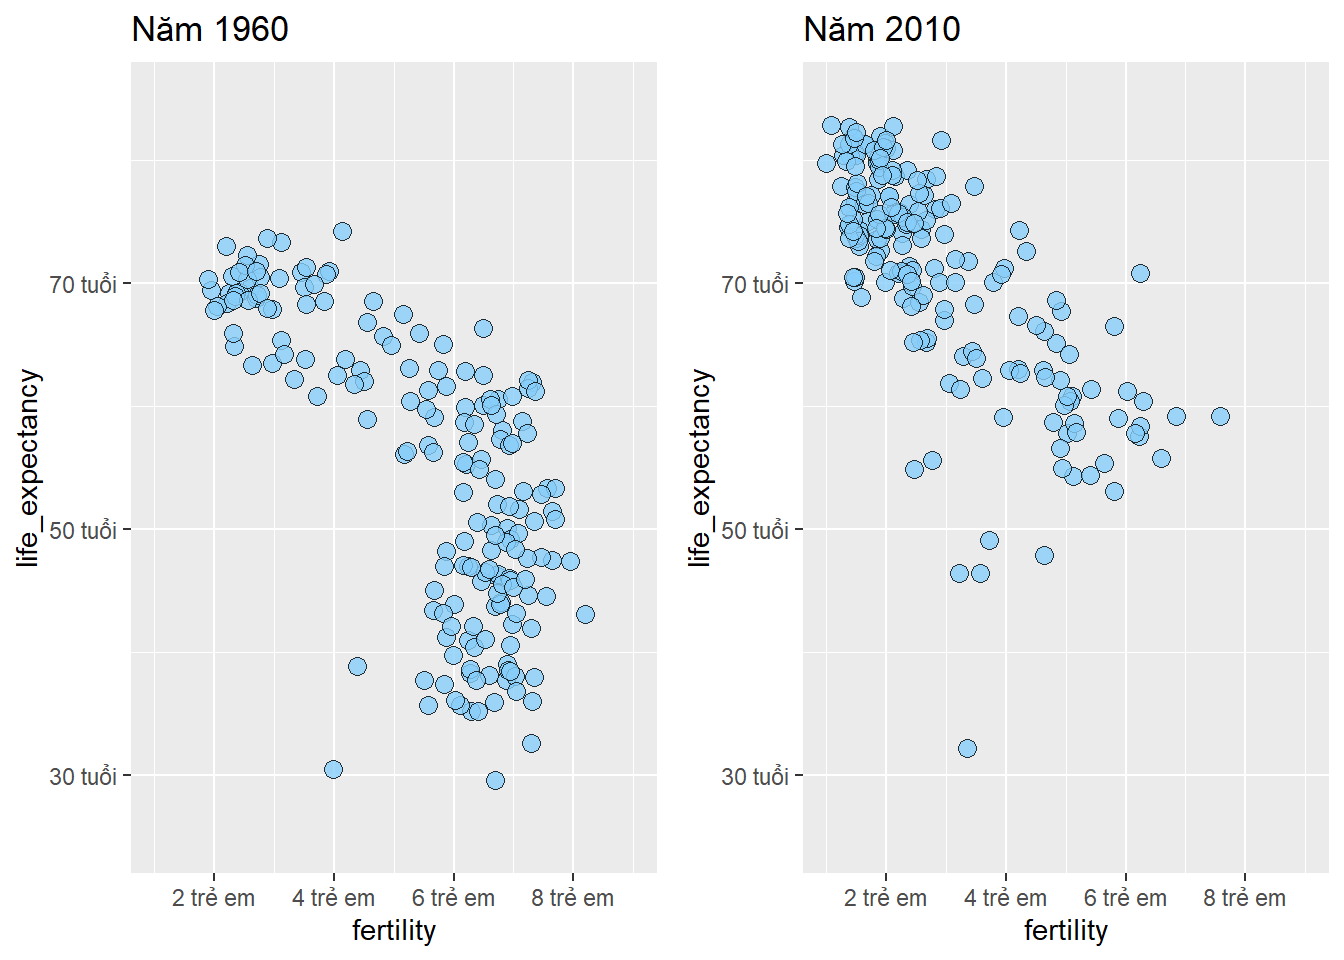 Năm 1960
life_expectancy
70 tuổi
50 tuổi
30 tuổi
2 trẻ em 4 trẻ em 6 trẻ em 8 trẻ em
fertility
Năm 2010
life_expectancy
70 tuổi
50 tuổi
30 tuổi
2 trẻ em 4 trẻ em 6 trẻ em 8 trẻ em
fertility